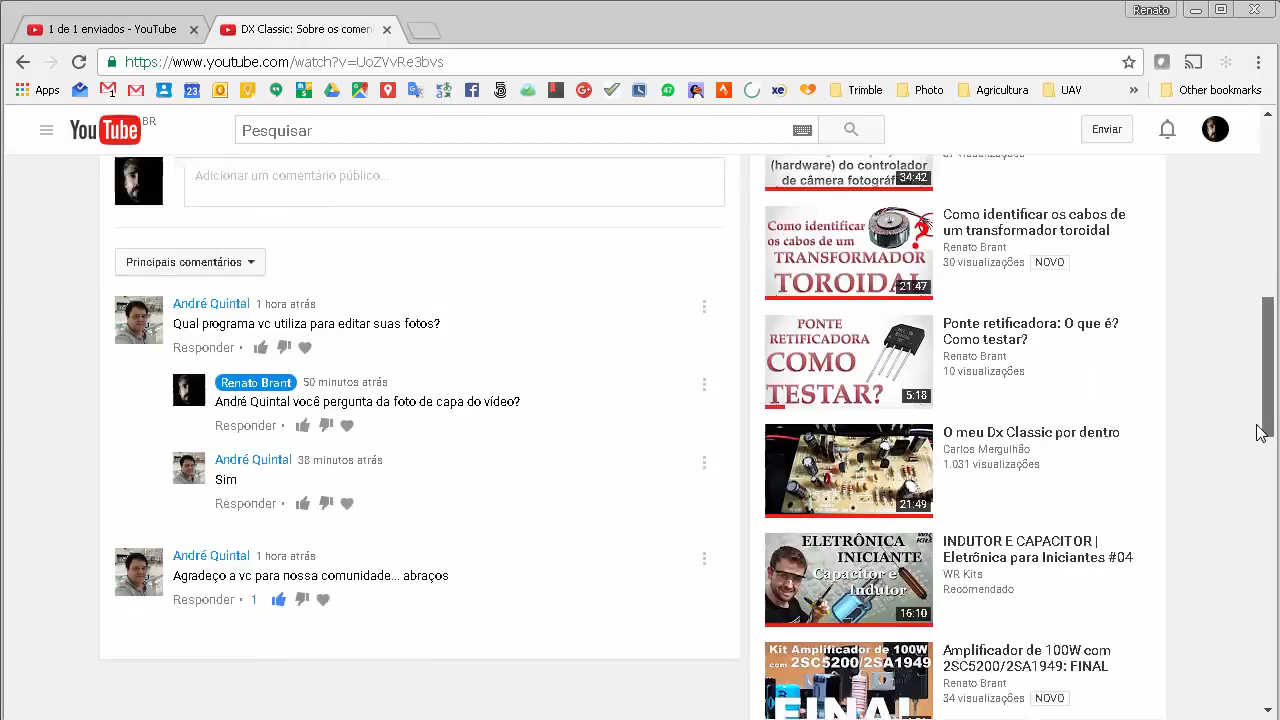 Renato
1 de 1 enviados - YouTube
DX Classic: Sobre os comen
https://www.youtube.com/watch?v=UoZVvRe3bvs
Apps
Trimble
Photo
Agricultura
UAV
Other bookmarks
YouTube BR
Pesquisar
Enviar
Adicionar um comentário público...
Principais comentários
André Quintal 1 hora atrás
Qual programa vc utiliza para editar suas fotos?
Responder •
Renato Brant 50 minutos atrás
André Quintal você pergunta da foto de capa do vídeo?
Responder •
André Quintal 38 minutos atrás
Sim
Responder •
André Quintal 1 hora atrás
Agradeço a vc para nossa comunidade... abraços
Responder • 1
(hardware) do controlador
de câmera fotográf
34:42
Como identificar
os cabos de um
TRANSFORMADOR
TOROIDAL
?
21:47
Como identificar os cabos de
um transformador toroidal
Renato Brant
30 visualizações NOVO
PONTE
RETIFICADORA
COMO
TESTAR?
5:18
Ponte retificadora: O que é?
Como testar?
Renato Brant
10 visualizações
21:49
O meu Dx Classic por dentro
Carlos Mergulhão
1.031 visualizações
ELETRÔNICA
INICIANTE
Capacitor e
Indutor
16:10
INDUTOR E CAPACITOR |
Eletrônica para Iniciantes #04
WR Kits
Recomendado
Kit Amplificador de 100W
com 2SC5200/2SA1949:
FINAL
Amplificador de 100W com
2SC5200/2SA1949: FINAL
Renato Brant
34 visualizações NOVO